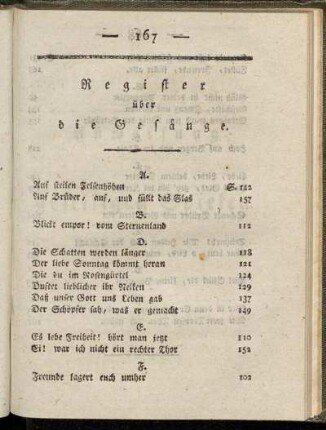 — 167 —
Register
über
die Gesänge.
A.
Auf steilen Felsenhöhen S. 142
Auf Brüder, auf, und füllt das Glas 157
B.
Blickt empor! vom Sternenland 112
D.
Die Schatten werden länger 118
Der liebe Sonntag kömmt heran 121
Die du im Rosengürtel 124
Duftet lieblicher ihr Nelken 129
Daß unser Gott uns Leben gab 137
Der Schöpfer sah, was er gemacht 149
E.
Es lebe Freiheit! hört man jetzt 110
Ei! war ich nicht ein rechter Thor 152
F.
Freunde lagert euch umher 102